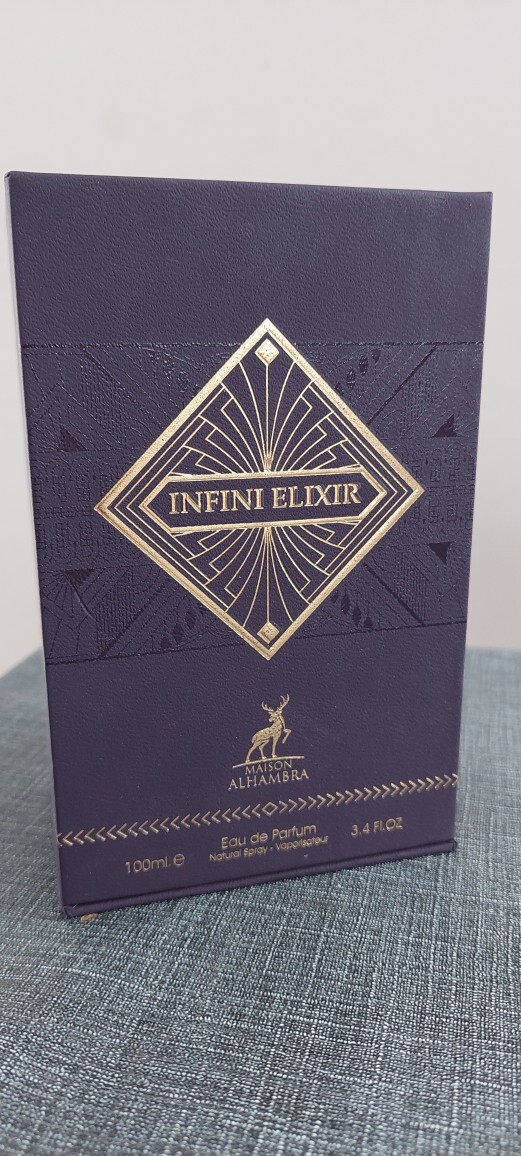 INFINI ELIXIR
MAISON
ALHAMBRA
100ml.℮ Eau de Parfum 3.4 Fl.OZ
Natural Spray - Vaporisateur